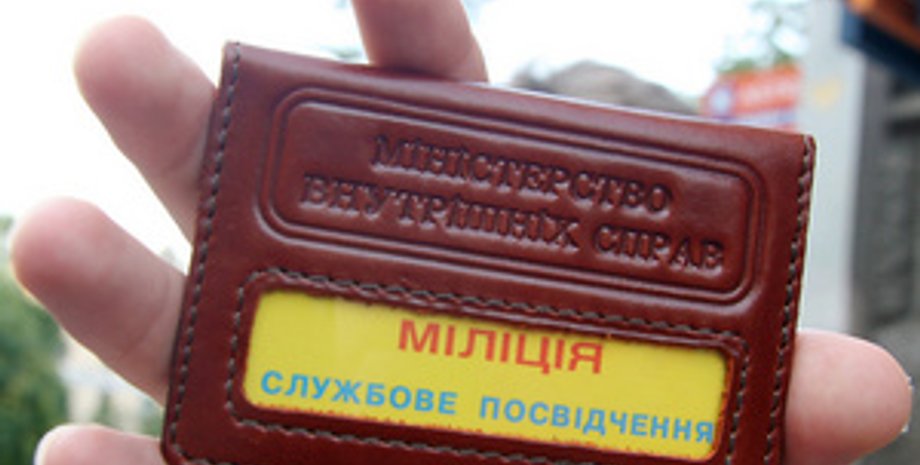 МІНІСТЕРСТВО
ВНУТРІШНІХ СПРАВ
МІЛІЦІЯ
СЛУЖБОВЕ ПОСВІДЧЕННЯ